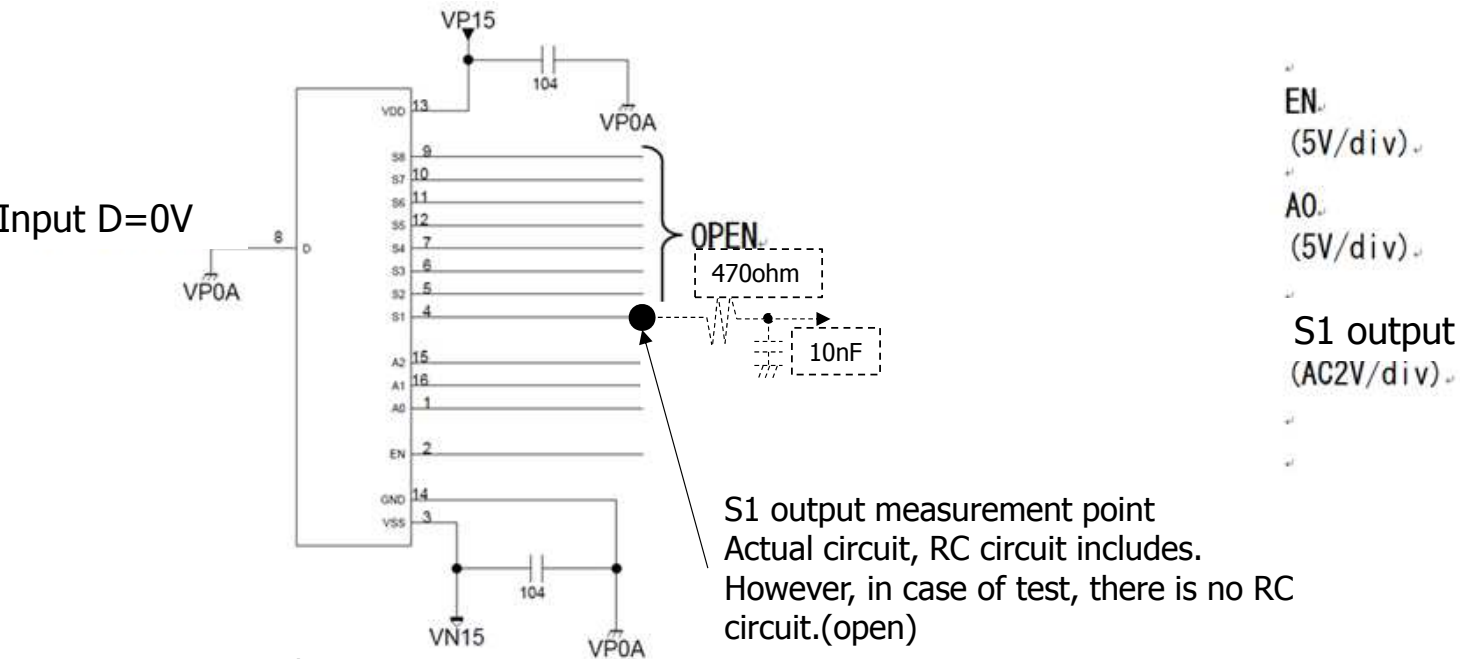 VP15
104
VP0A
VDD 13
S8 9
S7 10
S6 11
S5 12
S4 7
S3 6
S2 5
S1 4
Input D=0V
8
D
VP0A
OPEN
470ohm
10nF
A2 15
A1 16
A0 1
EN 2
GND 14
VSS 3
104
VN15
VP0A
S1 output measurement point
Actual circuit, RC circuit includes.
However, in case of test, there is no RC
circuit.(open)
EN
(5V/div)
A0
(5V/div)
S1 output
(AC2V/div)